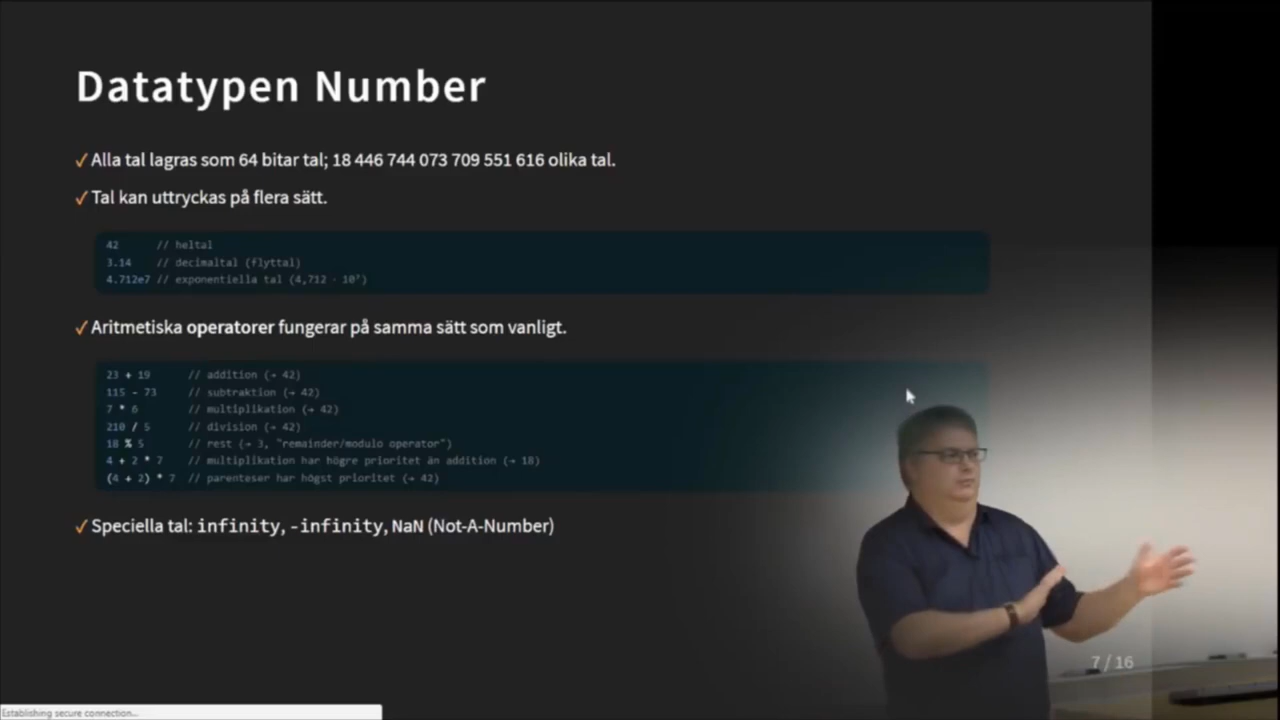 Datatypen Number
✓ Alla tal lagras som 64 bitar tal; 18 446 744 073 709 551 616 olika tal.
✓ Tal kan uttryckas på flera sätt.
42 // heltal
3.14 // decimaltal (flyttal)
4.712e7 // exponentiella tal (4,712 · 10⁷)
✓ Aritmetiska operatorer fungerar på samma sätt som vanligt.
23 + 19 // addition (→ 42)
115 - 73 // subtraktion (→ 42)
7 * 6 // multiplikation (→ 42)
210 / 5 // division (→ 42)
18 % 5 // rest (→ 3, "remainder/modulo operator")
4 + 2 * 7 // multiplikation har högre prioritet än addition (→ 18)
(4 + 2) * 7 // parenteser har högst prioritet (→ 42)
✓ Speciella tal: infinity, -infinity, NaN (Not-A-Number)
7 / 16
Establishing secure connection...